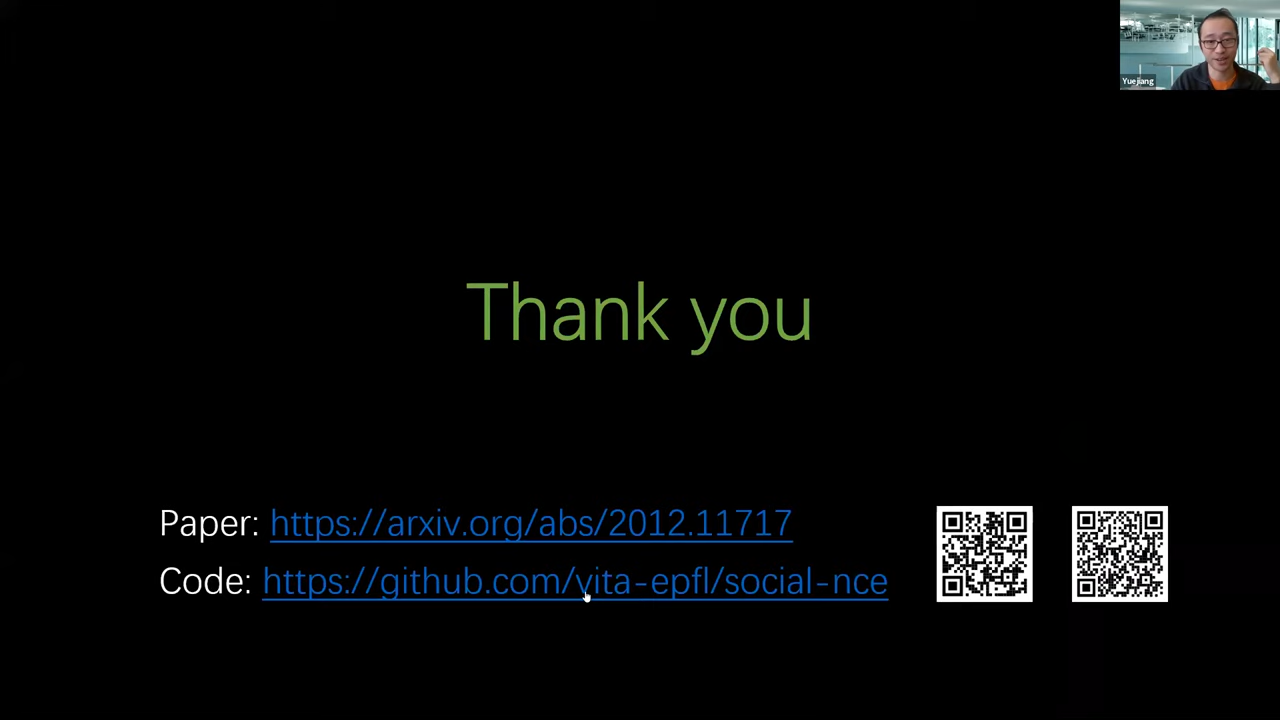 Yuejiang
Thank you
Paper: https://arxiv.org/abs/2012.11717
Code: https://github.com/vita-epfl/social-nce